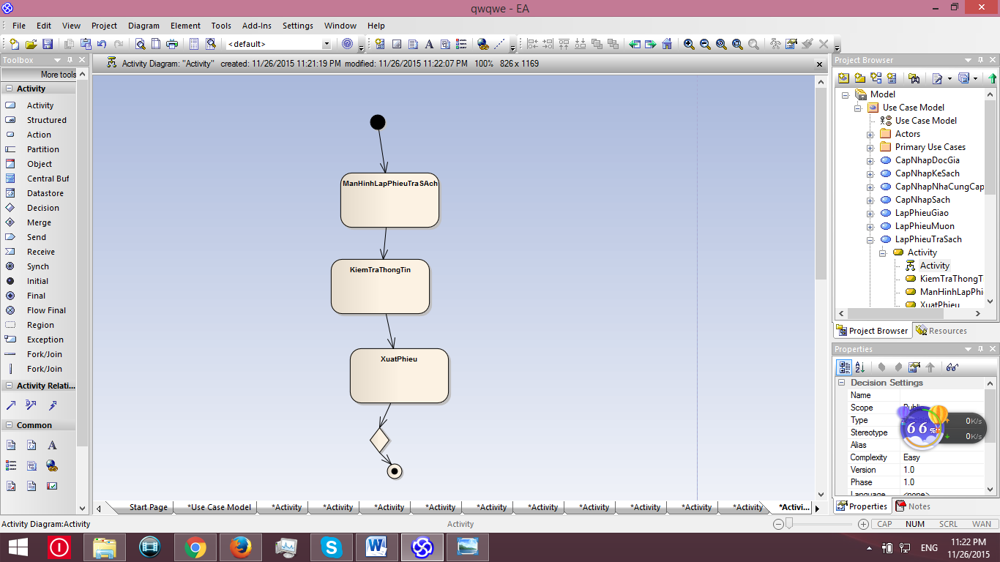 qwqwe - EA
File Edit View Project Diagram Element Tools Add-Ins Settings Window Help
<default>
Toolbox
More tools
Activity
Activity
Structured
Action
Partition
Object
Central Buf
Datastore
Decision
Merge
Send
Receive
Synch
Initial
Final
Flow Final
Region
Exception
Fork/Join
Fork/Join
Activity Relati...
Common
Activity Diagram: "Activity" created: 11/26/2015 11:21:19 PM modified: 11/26/2015 11:22:07 PM 100% 826 x 1169
ManHinhLapPhieuTraSAch
KiemTraThongTin
XuatPhieu
Start Page *Use Case Model *Activity *Activity *Activity *Activity *Activity *Activity *Activity *Activity *Activity *Activity *Activi...
Project Browser
Model
Use Case Model
Use Case Model
Actors
Primary Use Cases
CapNhapDocGia
CapNhapKeSach
CapNhapNhaCungCap
CapNhapSach
LapPhieuGiao
LapPhieuMuon
LapPhieuTraSach
Activity
Activity
KiemTraThongT
ManHinhLapPhi
XuatPhieu
Project Browser Resources
Properties
Decision Settings
Name
Scope Public
Type
Stereotype
Alias
Complexity Easy
Version 1.0
Phase 1.0
Language <none>
66%
0K/s
0K/s
Properties Notes
Activity Diagram:Activity Activity CAP NUM SCRL WAN
ENG 11:22 PM
11/26/2015